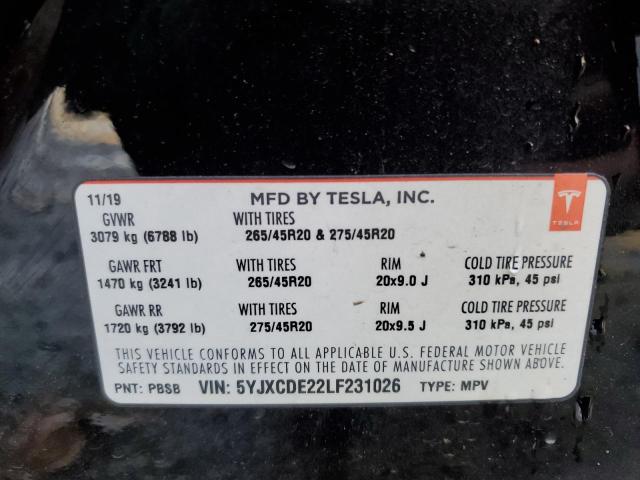 11/19 MFD BY TESLA, INC.
GVWR WITH TIRES
3079 kg (6788 lb) 265/45R20 & 275/45R20
TESLA
GAWR FRT WITH TIRES RIM COLD TIRE PRESSURE
1470 kg (3241 lb) 265/45R20 20x9.0 J 310 kPa, 45 psi
GAWR RR WITH TIRES RIM COLD TIRE PRESSURE
1720 kg (3792 lb) 275/45R20 20x9.5 J 310 kPa, 45 psi
THIS VEHICLE CONFORMS TO ALL APPLICABLE U.S. FEDERAL MOTOR VEHICLE
SAFETY STANDARDS IN EFFECT ON THE DATE OF MANUFACTURE SHOWN ABOVE.
PNT: PBSB VIN: 5YJXCDE22LF231026 TYPE: MPV